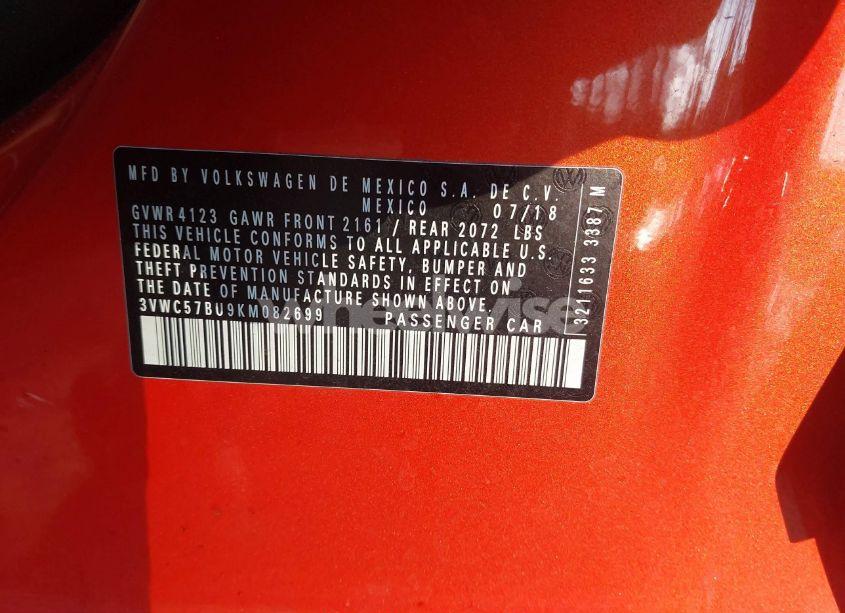 MFD BY VOLKSWAGEN DE MEXICO S.A. DE C.V.
MEXICO 07/18
GVWR 4123 GAWR FRONT 2161 / REAR 2072 LBS
THIS VEHICLE CONFORMS TO ALL APPLICABLE U.S.
FEDERAL MOTOR VEHICLE SAFETY, BUMPER AND
THEFT PREVENTION STANDARDS IN EFFECT ON
THE DATE OF MANUFACTURE SHOWN ABOVE.
3VWC57BU9KM082699 PASSENGER CAR
3211633 3387 M